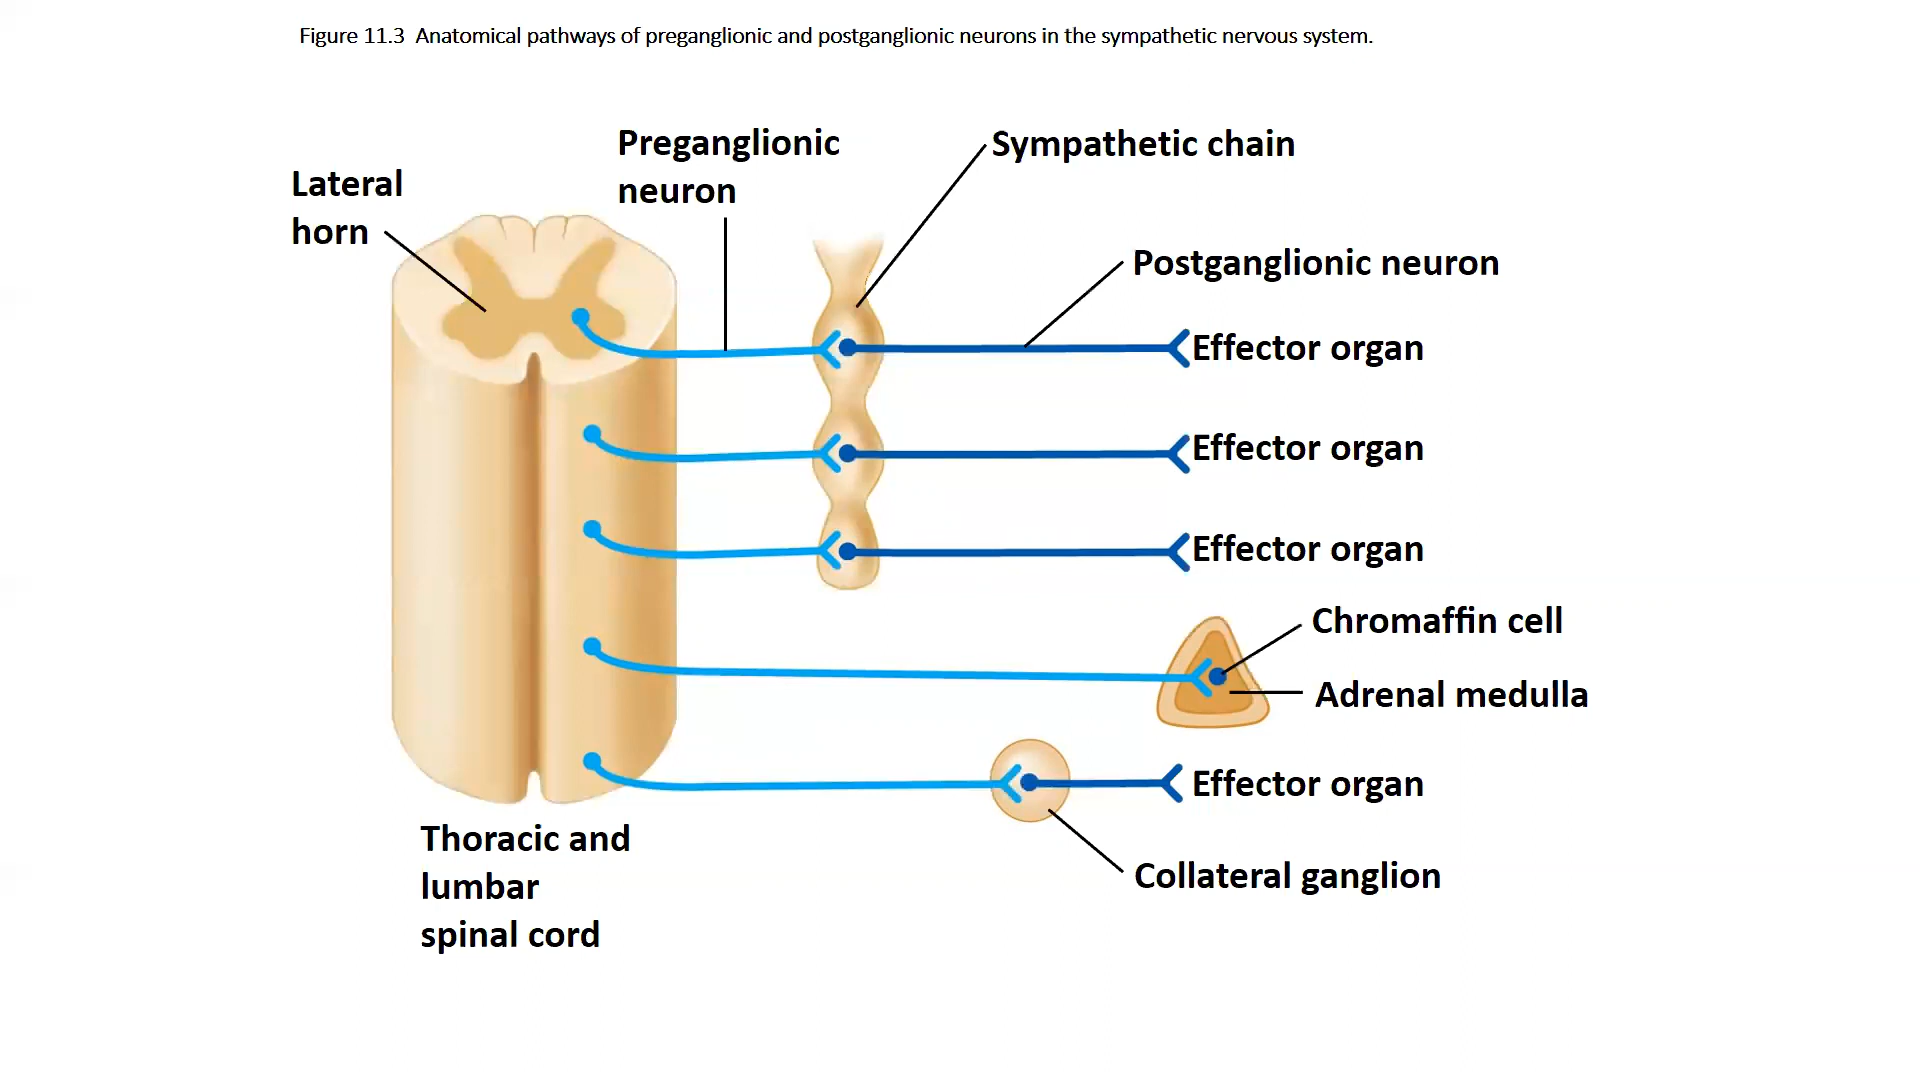 Figure 11.3  Anatomical pathways of preganglionic and postganglionic neurons in the sympathetic nervous system.
Preganglionic
neuron
Sympathetic chain
Lateral
horn
Postganglionic neuron
Effector organ
Effector organ
Effector organ
Chromaffin cell
Adrenal medulla
Effector organ
Collateral ganglion
Thoracic and
lumbar
spinal cord